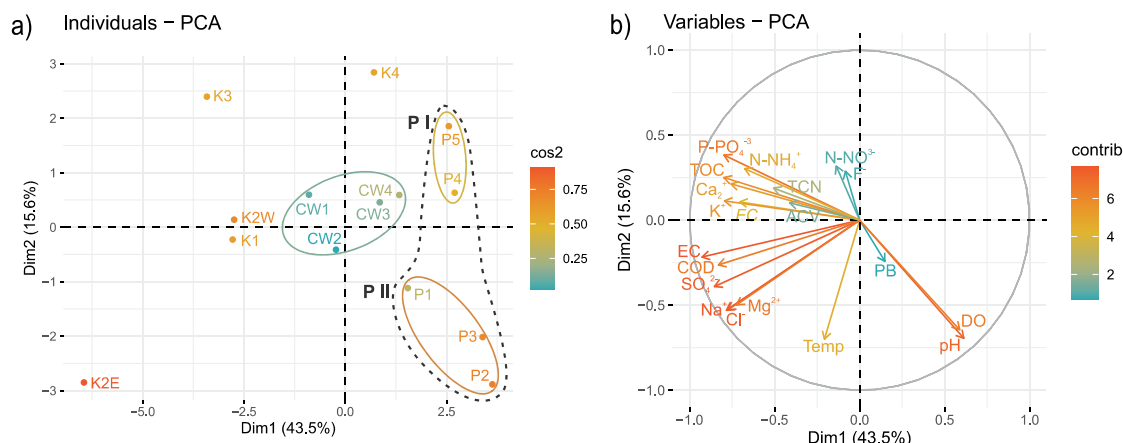 a)
Individuals − PCA
3
2
1
0
−1
−2
−3
Dim2 (15.6%)
K4
K3
P I
P5
P4
CW4
CW1
CW3
K2W
CW2
K1
P II
P1
P3
P2
K2E
−5.0
−2.5
0.0
2.5
Dim1 (43.5%)
cos2
0.75
0.50
0.25
b)
Variables − PCA
1.0
0.5
0.0
−0.5
−1.0
Dim2 (15.6%)
P-PO₄⁻³
N-NH₄⁺
N-NO³⁻
F⁻
TOC
TCN
Ca₂⁺
K⁺
FC
ACV
EC
COD
PB
SO₄²⁻
Na⁺
Mg²⁺
Cl⁻
DO
Temp
pH
−1.0
−0.5
0.0
0.5
1.0
Dim1 (43.5%)
contrib
6
4
2